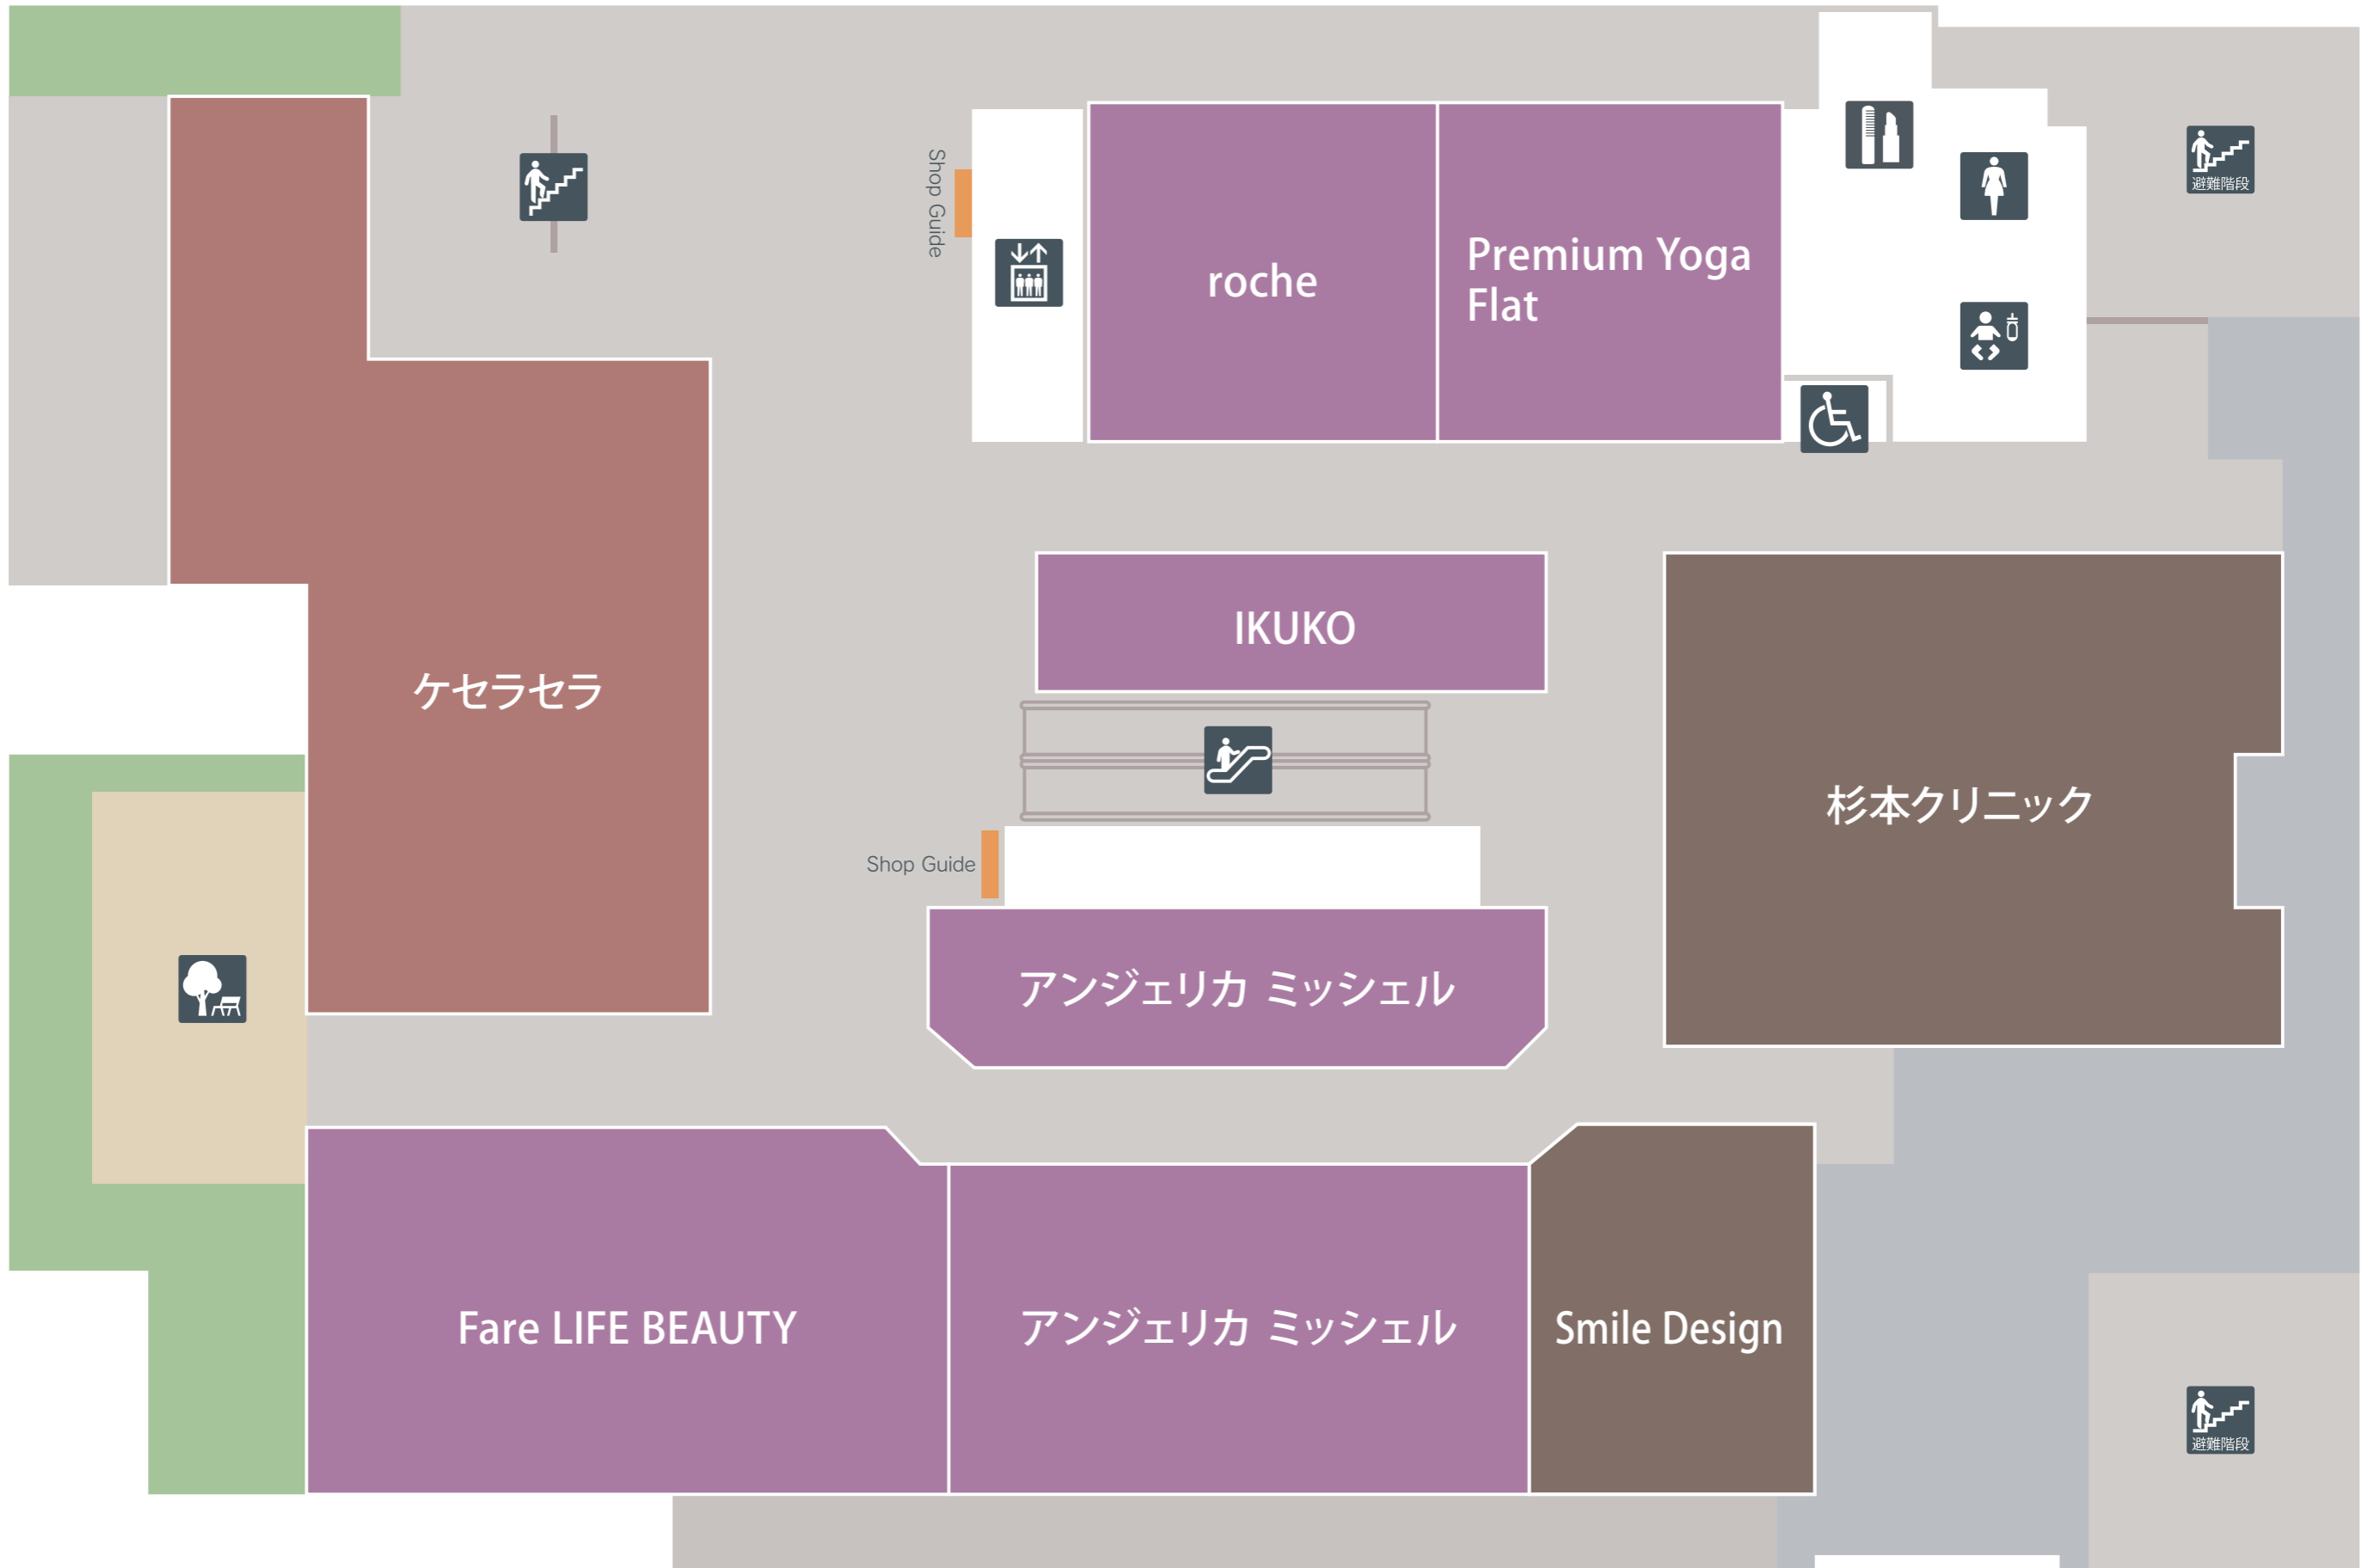 避難階段
Shop Guide
roche
Premium Yoga
Flat
IKUKO
ケセラセラ
杉本クリニック
Shop Guide
アンジェリカ ミッシェル
Fare LIFE BEAUTY
アンジェリカ ミッシェル
Smile Design
避難階段